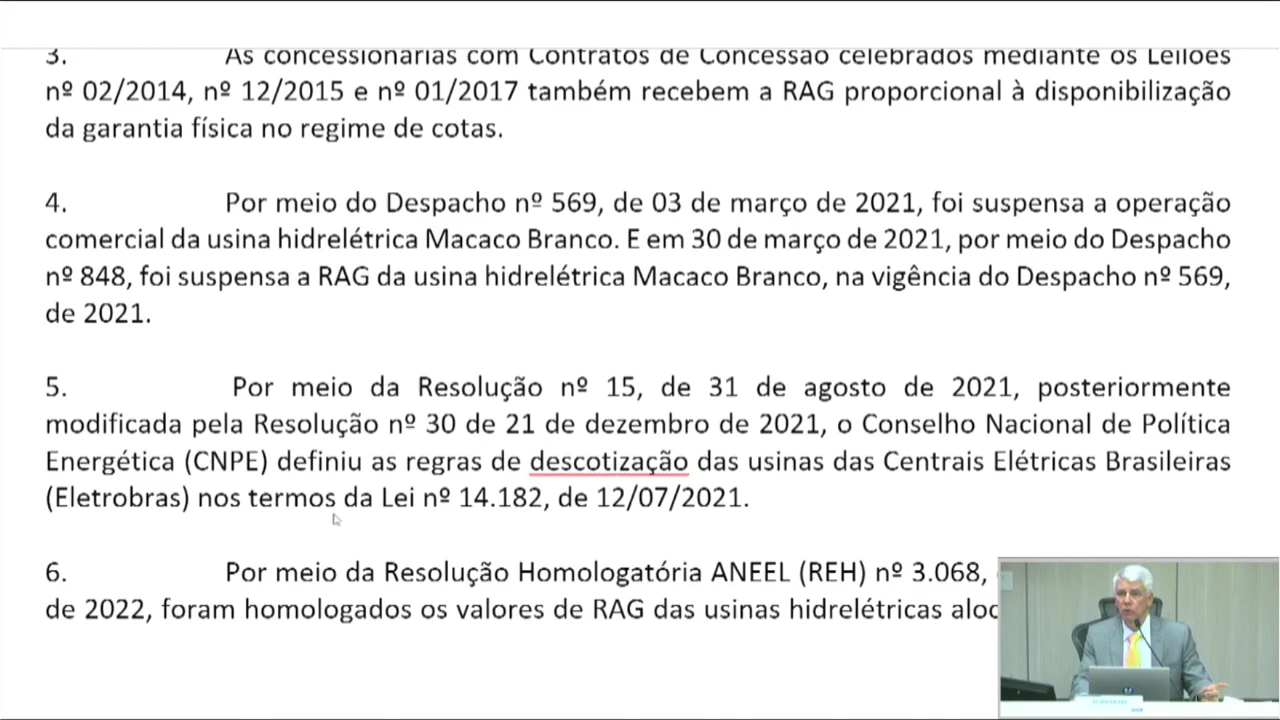 3. As concessionárias com Contratos de Concessão celebrados mediante os Leilões
nº 02/2014, nº 12/2015 e nº 01/2017 também recebem a RAG proporcional à disponibilização
da garantia física no regime de cotas.
4. Por meio do Despacho nº 569, de 03 de março de 2021, foi suspensa a operação
comercial da usina hidrelétrica Macaco Branco. E em 30 de março de 2021, por meio do Despacho
nº 848, foi suspensa a RAG da usina hidrelétrica Macaco Branco, na vigência do Despacho nº 569,
de 2021.
5. Por meio da Resolução nº 15, de 31 de agosto de 2021, posteriormente
modificada pela Resolução nº 30 de 21 de dezembro de 2021, o Conselho Nacional de Política
Energética (CNPE) definiu as regras de descotização das usinas das Centrais Elétricas Brasileiras
(Eletrobras) nos termos da Lei nº 14.182, de 12/07/2021.
6. Por meio da Resolução Homologatória ANEEL (REH) nº 3.068,
de 2022, foram homologados os valores de RAG das usinas hidrelétricas aloc